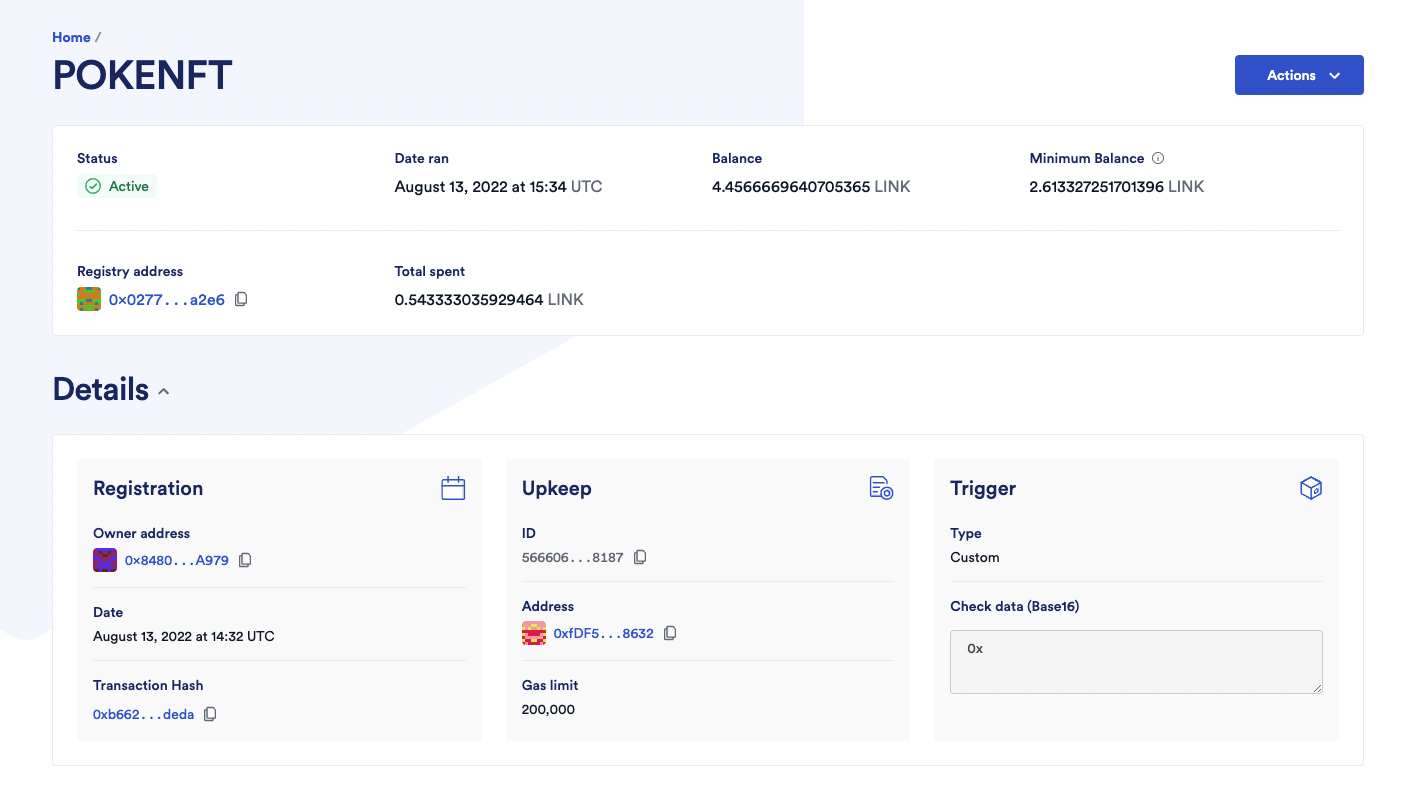 Home /
POKENFT
Actions
Status
Active
Date ran
August 13, 2022 at 15:34 UTC
Balance
4.4566669640705365 LINK
Minimum Balance
2.613327251701396 LINK
Registry address
0x0277...a2e6
Total spent
0.543333035929464 LINK
Details
Registration
Owner address
0x8480...A979
Date
August 13, 2022 at 14:32 UTC
Transaction Hash
0xb662...deda
Upkeep
ID
566606...8187
Address
0xfDF5...8632
Gas limit
200,000
Trigger
Type
Custom
Check data (Base16)
0x